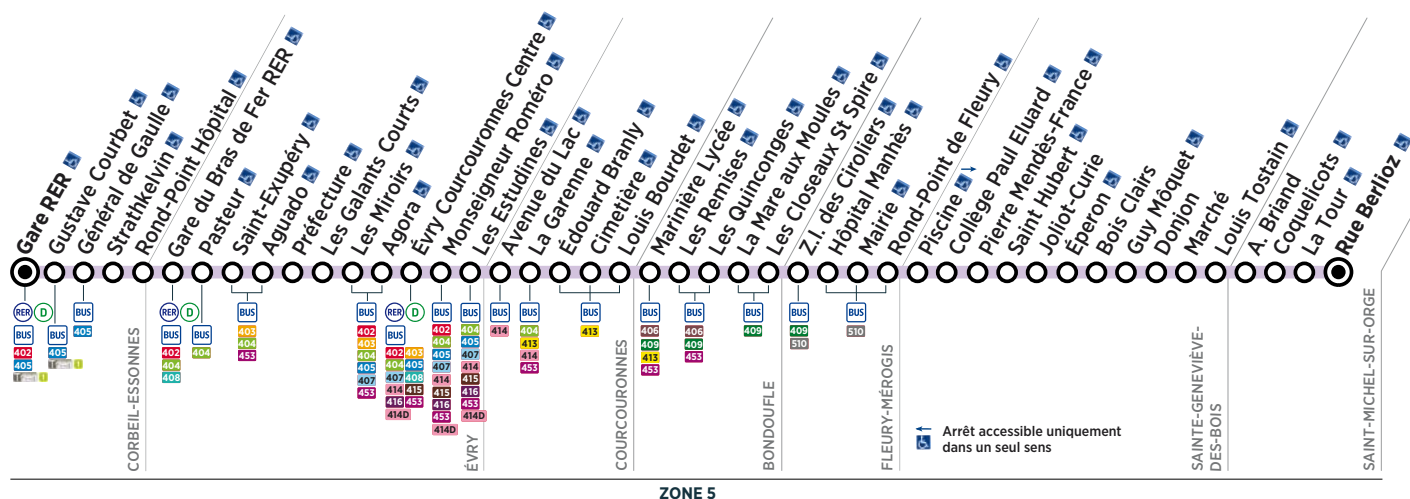 Gare RER
Gustave Courbet
Général de Gaulle
Strathkelvin
Rond-Point Hôpital
Gare du Bras de Fer RER
Pasteur
Saint-Exupéry
Aguado
Préfecture
Les Galants Courts
Les Miroirs
Agora
Évry Courcouronnes Centre
Monseigneur Roméro
Les Estudines
Avenue du Lac
La Garenne
Édouard Branly
Cimetière
Louis Bourdet
Marinière Lycée
Les Remises
Les Quinconges
La Mare aux Moules
Les Closeaux St Spire
Z.I. des Ciroliers
Hôpital Manhès
Mairie
Rond-Point de Fleury
Piscine
Collège Paul Eluard
Pierre Mendès-France
Saint Hubert
Joliot-Curie
Eperon
Bois Clairs
Guy Môquet
Donjon
Marché
Louis Tostain
A. Briand
Coquelicots
La Tour
Rue Berlioz
RER D
BUS
402
405
BUS
405
BUS
405
RER D
BUS
402
404
408
BUS
404
BUS
403
404
453
BUS
402
403
404
405
407
453
RER D
BUS
402 403
404 405
407 408
414 415
416 453
414D
BUS
402
404
405
407
414
415
416
453
414D
BUS
404
405
407
414
415
416
453
414D
BUS
414
BUS
404
413
414
453
BUS
413
BUS
406
409
413
453
BUS
406
409
453
BUS
409
BUS
409
510
BUS
510
CORBEIL-ESSONNES
ÉVRY
COURCOURONNES
BONDOUFLE
FLEURY-MÉROGIS
SAINTE-GENEVIÈVE-
DES-BOIS
SAINT-MICHEL-SUR-ORGE
Arrêt accessible uniquement
dans un seul sens
ZONE 5